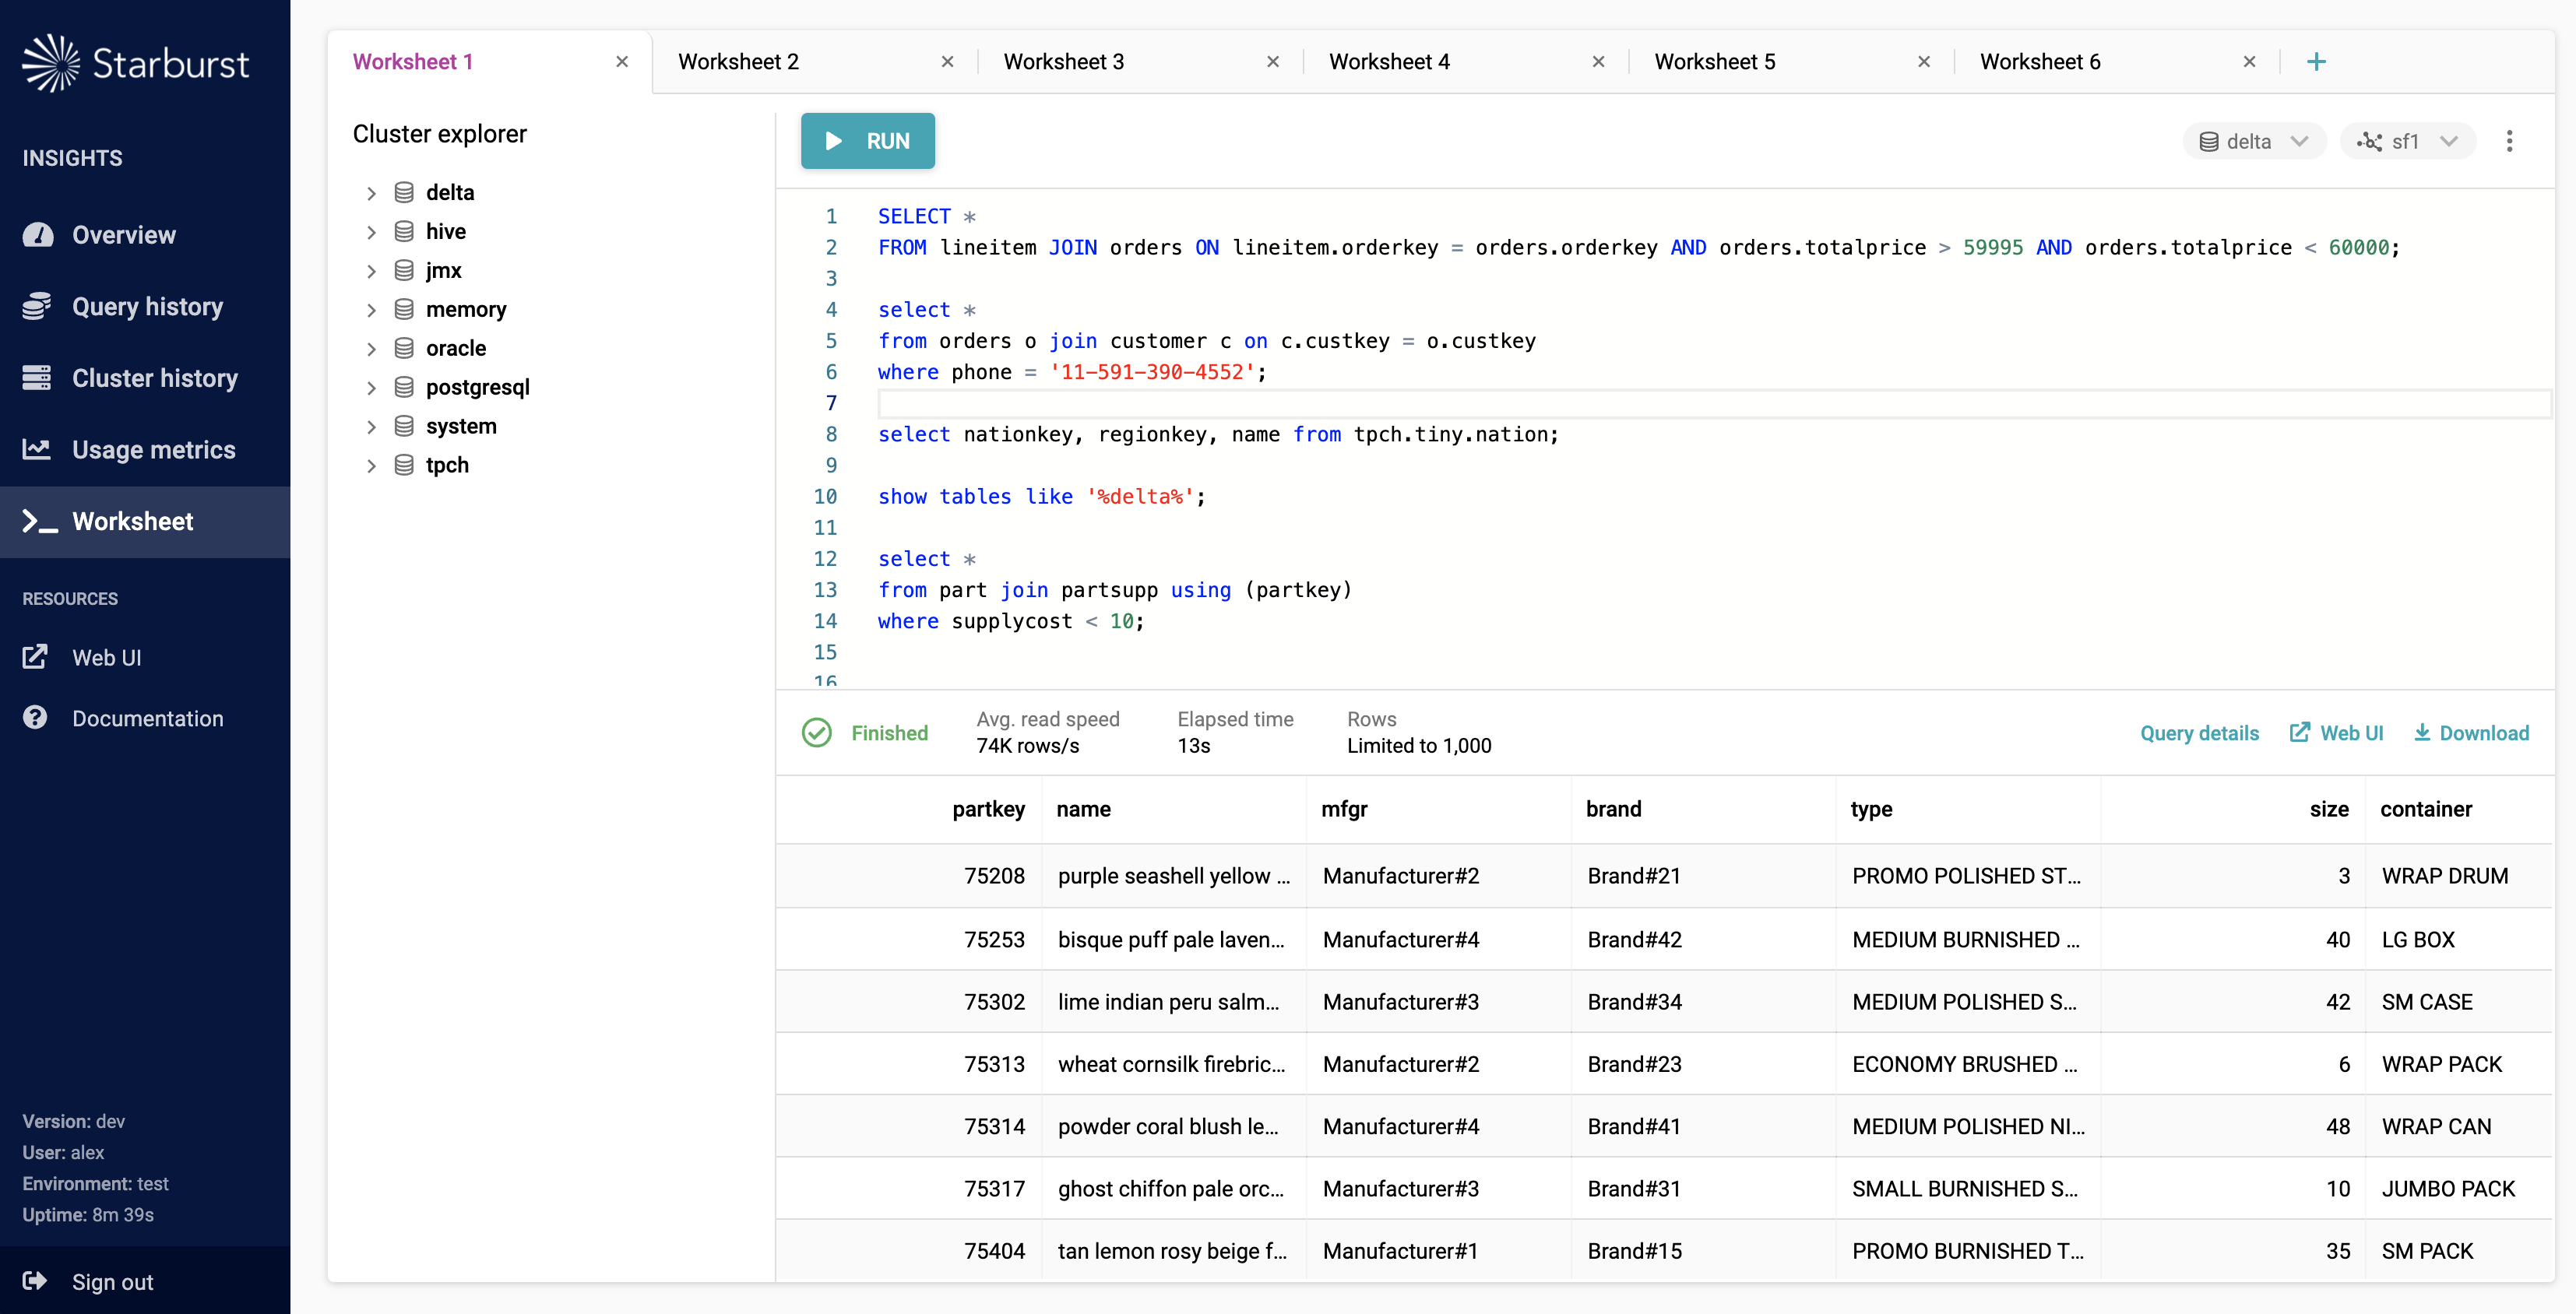 Starburst
INSIGHTS
Overview
Query history
Cluster history
Usage metrics
Worksheet
RESOURCES
Web UI
Documentation
Version: dev
User: alex
Environment: test
Uptime: 8m 39s
Sign out
Worksheet 1 Worksheet 2 Worksheet 3 Worksheet 4 Worksheet 5 Worksheet 6
Cluster explorer
delta
hive
jmx
memory
oracle
postgresql
system
tpch
RUN delta sf1
1 SELECT *
2 FROM lineitem JOIN orders ON lineitem.orderkey = orders.orderkey AND orders.totalprice > 59995 AND orders.totalprice < 60000;
3
4 select *
5 from orders o join customer c on c.custkey = o.custkey
6 where phone = '11-591-390-4552';
7
8 select nationkey, regionkey, name from tpch.tiny.nation;
9
10 show tables like '%delta%';
11
12 select *
13 from part join partsupp using (partkey)
14 where supplycost < 10;
15
16
Finished
Avg. read speed Elapsed time Rows
74K rows/s 13s Limited to 1,000
Query details Web UI Download
partkey name mfgr brand type size container
75208 purple seashell yellow ... Manufacturer#2 Brand#21 PROMO POLISHED ST... 3 WRAP DRUM
75253 bisque puff pale laven... Manufacturer#4 Brand#42 MEDIUM BURNISHED ... 40 LG BOX
75302 lime indian peru salm... Manufacturer#3 Brand#34 MEDIUM POLISHED S... 42 SM CASE
75313 wheat cornsilk firebric... Manufacturer#2 Brand#23 ECONOMY BRUSHED ... 6 WRAP PACK
75314 powder coral blush le... Manufacturer#4 Brand#41 MEDIUM POLISHED NI... 48 WRAP CAN
75317 ghost chiffon pale orc... Manufacturer#3 Brand#31 SMALL BURNISHED S... 10 JUMBO PACK
75404 tan lemon rosy beige f... Manufacturer#1 Brand#15 PROMO BURNISHED T... 35 SM PACK